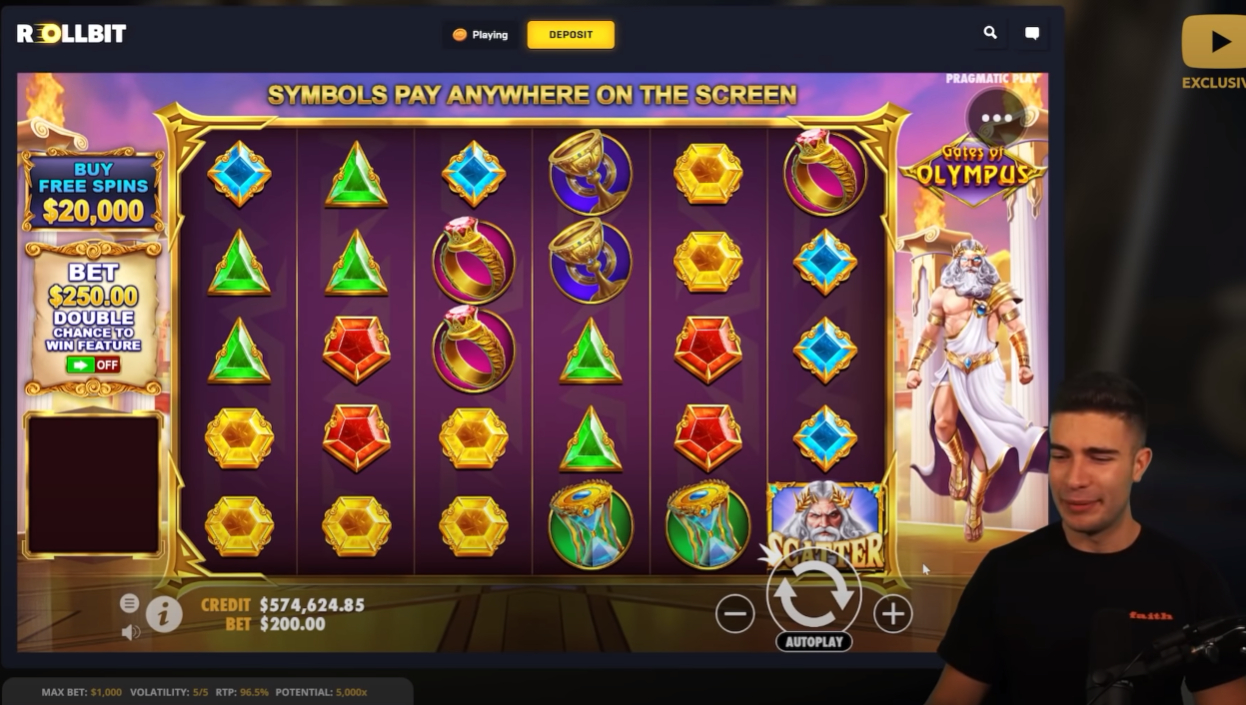 ROLLBIT
Playing
DEPOSIT
EXCLUSIV
PRAGMATIC PLAY
SYMBOLS PAY ANYWHERE ON THE SCREEN
Gates of
OLYMPUS
BUY
FREE SPINS
$20,000
BET
$250.00
DOUBLE
CHANCE TO
WIN FEATURE
OFF
SCATTER
CREDIT $574,624.85
BET $200.00
AUTOPLAY
faith
MAX BET: $1,000 VOLATILITY: 5/5 RTP: 96.5% POTENTIAL: 5,000x